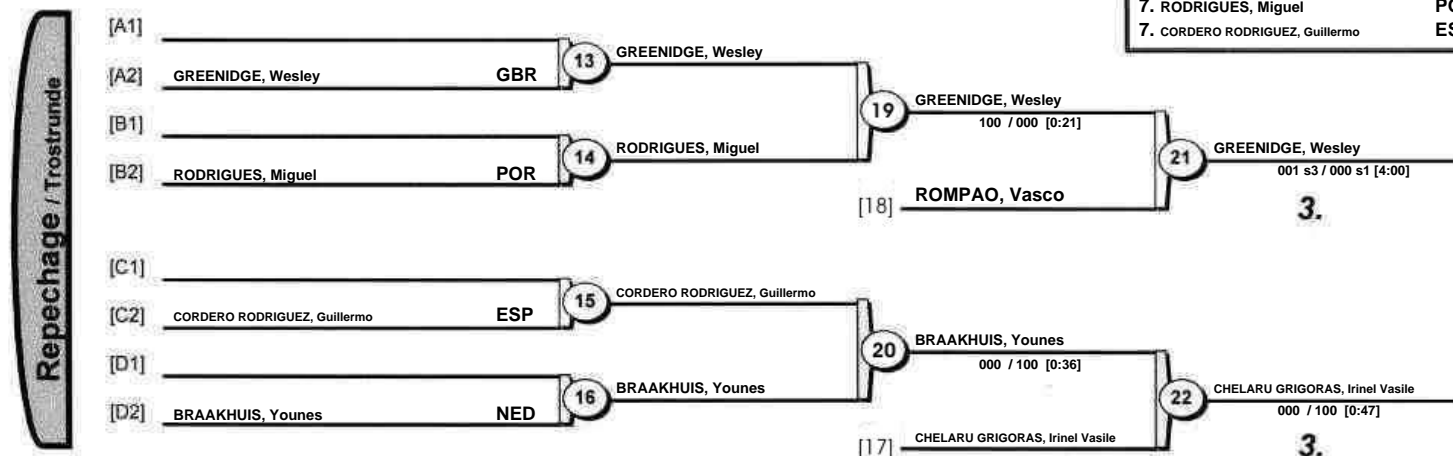 7. RODRIGUES, Miguel
7. CORDERO RODRIGUEZ, Guillermo ES
Repechage / Trostrunde
[A1]
[A2] GREENIDGE, Wesley GBR
13 GREENIDGE, Wesley
[B1]
[B2] RODRIGUES, Miguel POR
14 RODRIGUES, Miguel
19 GREENIDGE, Wesley
100 / 000 [0:21]
[18] ROMPAO, Vasco
21 GREENIDGE, Wesley
001 s3 / 000 s1 [4:00]
3.
[C1]
[C2] CORDERO RODRIGUEZ, Guillermo ESP
15 CORDERO RODRIGUEZ, Guillermo
[D1]
[D2] BRAAKHUIS, Younes NED
16 BRAAKHUIS, Younes
20 BRAAKHUIS, Younes
000 / 100 [0:36]
[17] CHELARU GRIGORAS, Irinel Vasile
22 CHELARU GRIGORAS, Irinel Vasile
000 / 100 [0:47]
3.